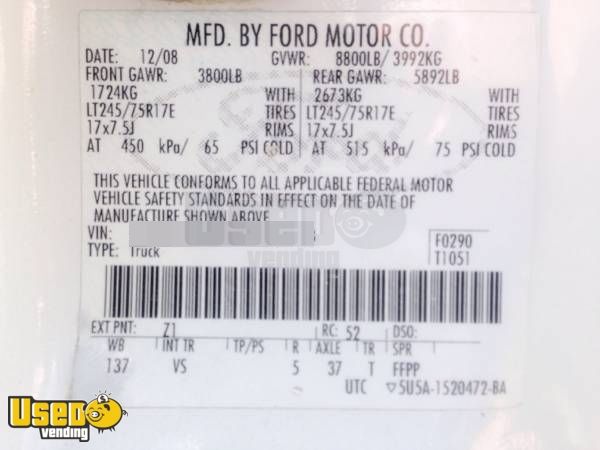 MFD. BY FORD MOTOR CO.
DATE: 12/08 GVWR: 8800LB/ 3992KG
FRONT GAWR: 3800LB REAR GAWR: 5892LB
1724KG WITH 2673KG WITH
LT245/75R17E TIRES LT245/75R17E TIRES
17x7.5J RIMS 17x7.5J RIMS
AT 450 kPa/ 65 PSI COLD AT 515 kPa/ 75 PSI COLD
THIS VEHICLE CONFORMS TO ALL APPLICABLE FEDERAL MOTOR
VEHICLE SAFETY STANDARDS IN EFFECT ON THE DATE OF
MANUFACTURE SHOWN ABOVE.
Used
VIN:
vending
F0290
TYPE: Truck T1051
EXT PNT: Z1 RC: 52 DSO:
WB INT TR TP/PS R AXLE TR SPR
137 VS 5 37 T FFPP
UTC ▽5U5A-1520472-BA
Used
vending